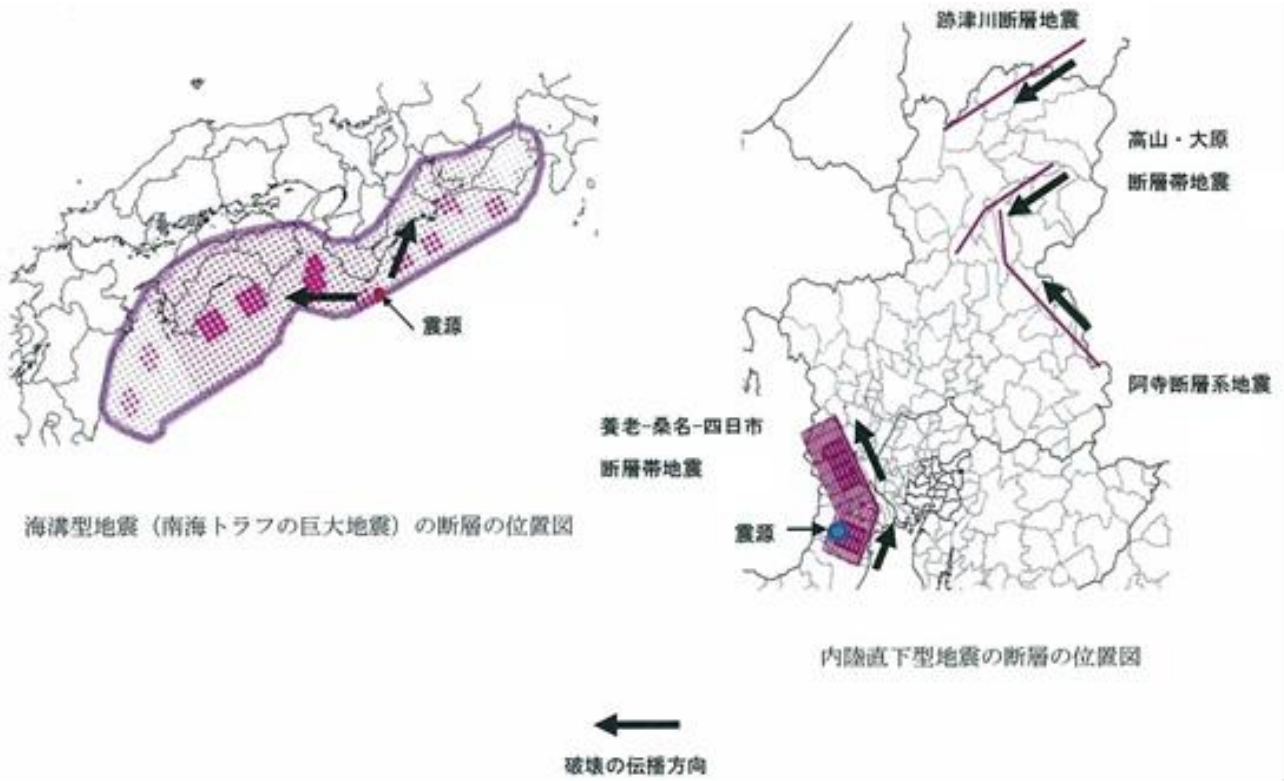 跡津川断層地震
高山・大原
断層帯地震
震源
阿寺断層系地震
養老-桑名-四日市
断層帯地震
海溝型地震（南海トラフの巨大地震）の断層の位置図
震源
内陸直下型地震の断層の位置図
破壊の伝播方向